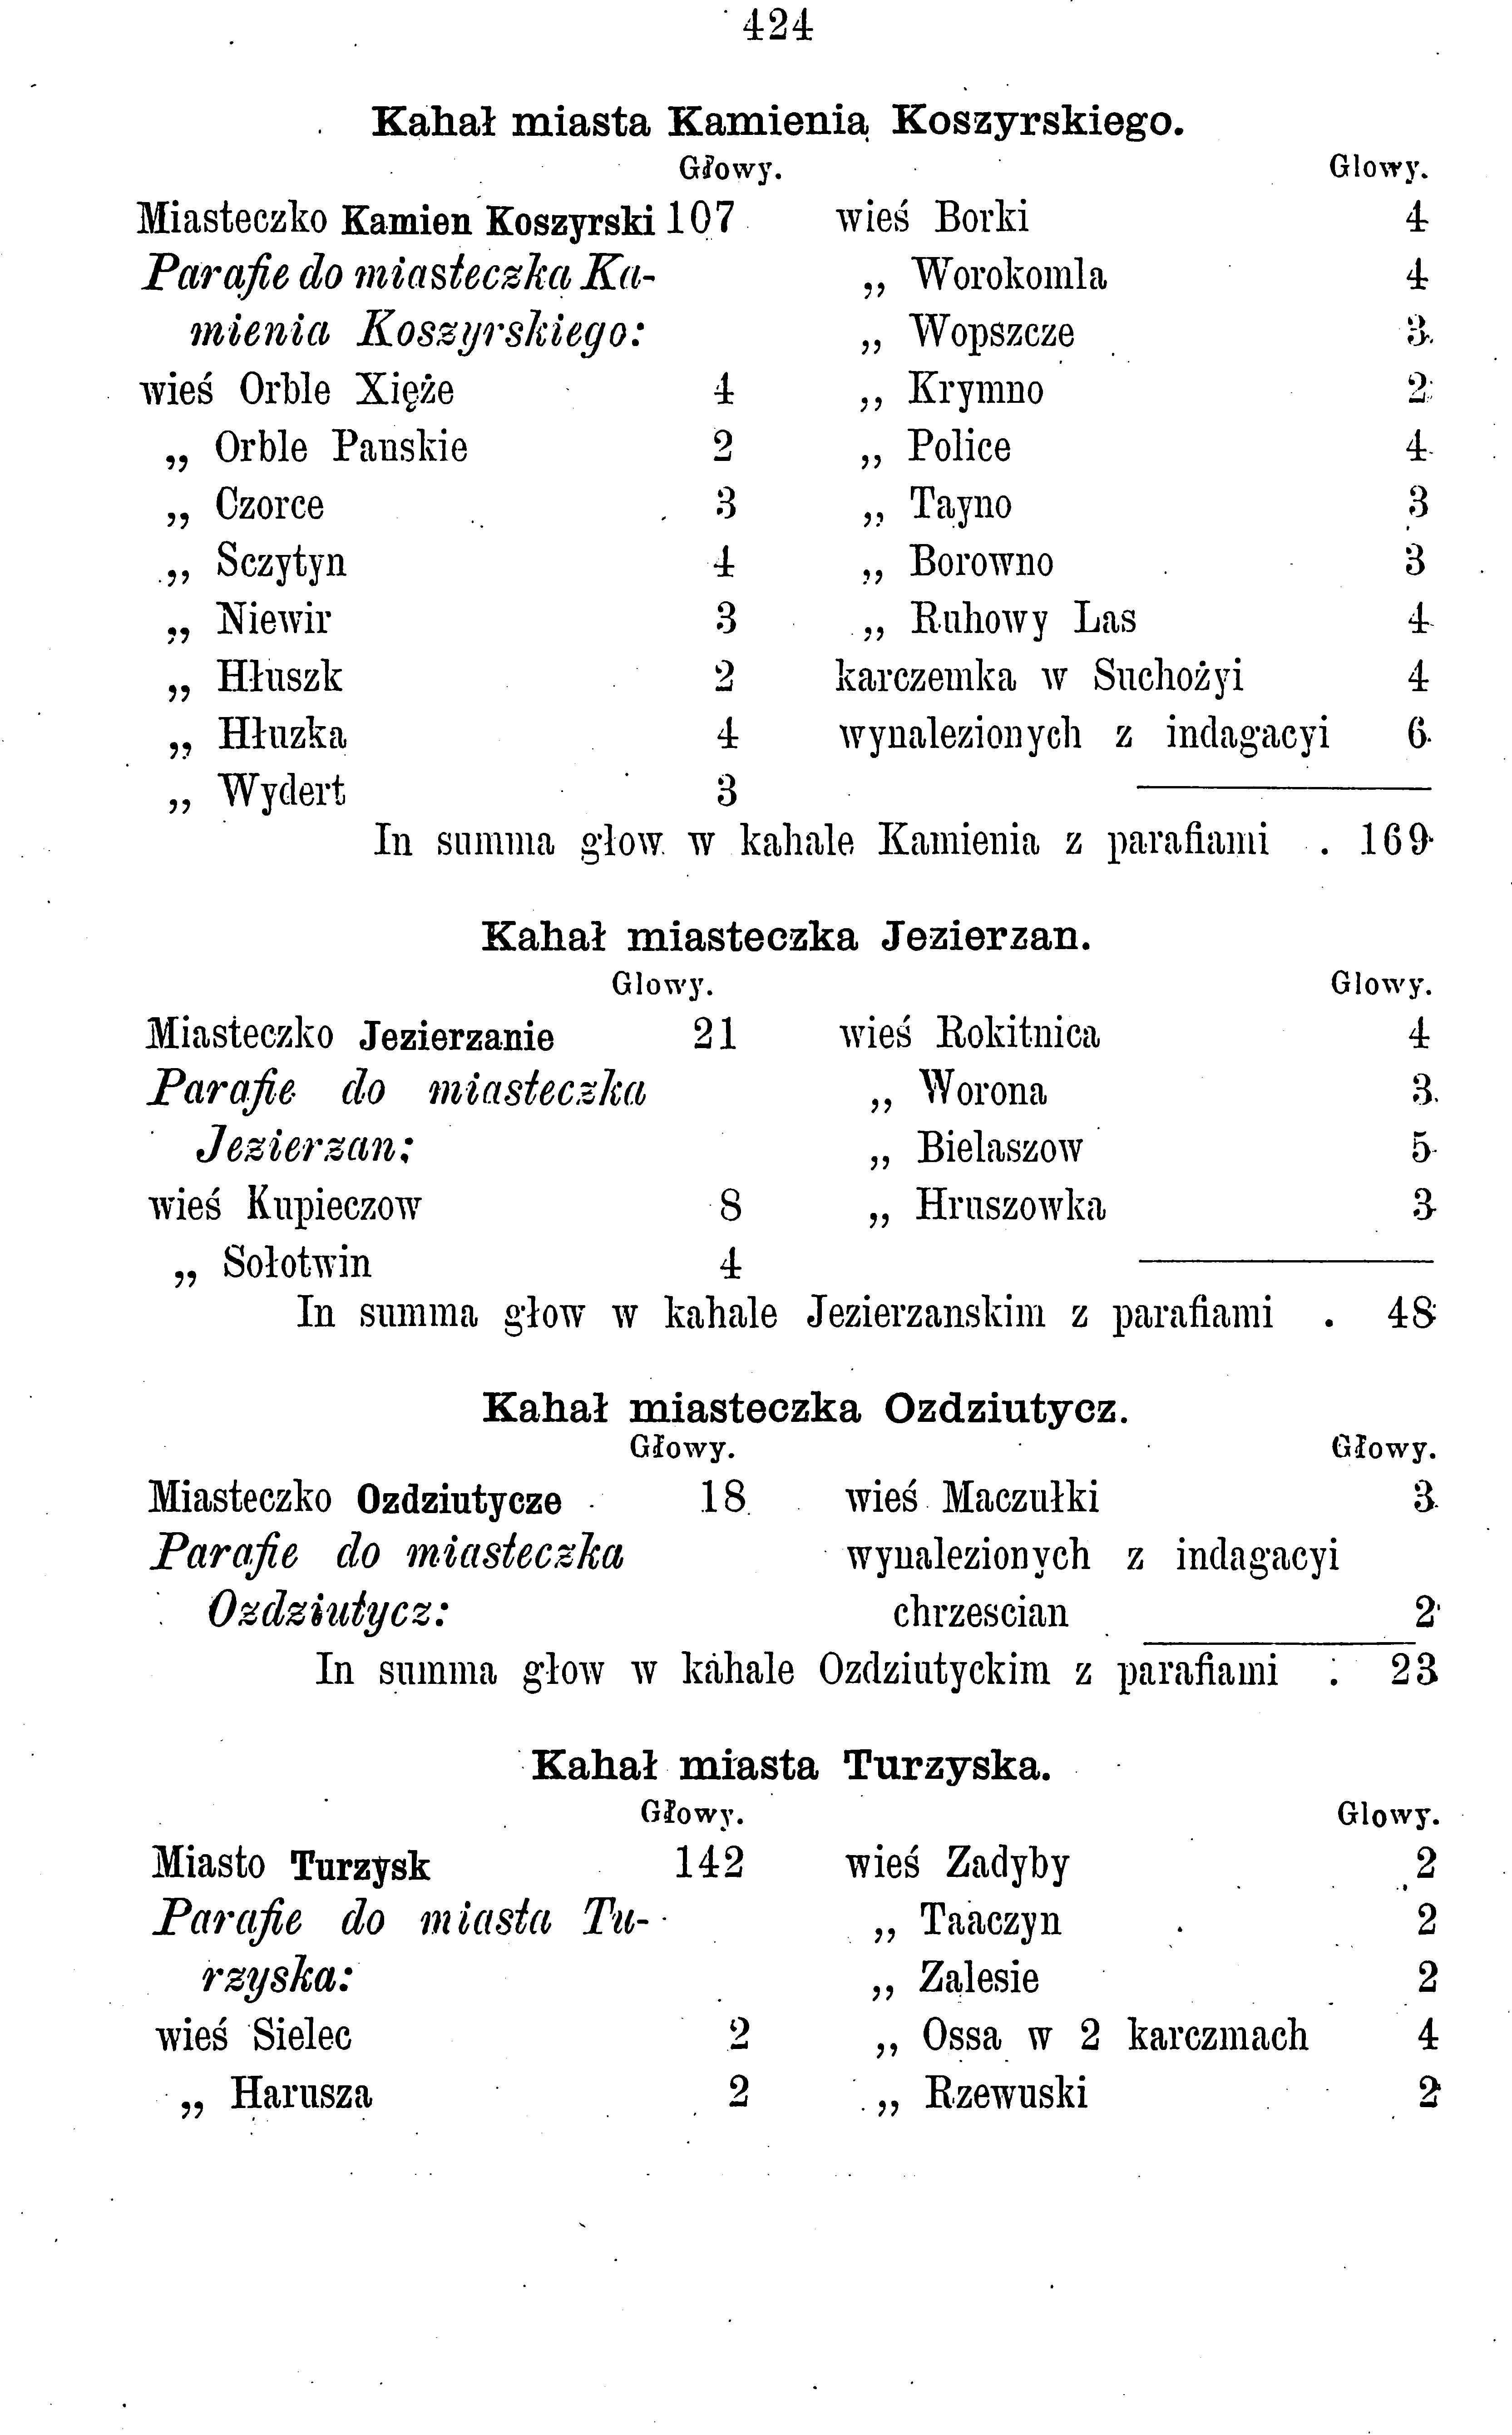 424
Kahał miasta Kamienia Koszyrskiego.
Głowy.
Miasteczko Kamien Koszyrski 107
Parafie do miasteczka Ka-
mienia Koszyrskiego:
wieś Orble Xięże 4
„ Orble Panskie 2
„ Czorce 3
„ Sczytyn 4
„ Niewir 3
„ Hłuszk 2
„ Hłuzka 4
„ Wydert 3
Glowy.
wieś Borki 4
„ Worokomla 4
„ Wopszcze 3
„ Krymno 2
„ Police 4
„ Tayno 3
„ Borowno 3
„ Ruhowy Las 4
karczemka w Suchożyi 4
wynalezionych z indagacyi 6
In summa głow w kahale Kamienia z parafiami . 169
Kahał miasteczka Jezierzan.
Glowy.
Miasteczko Jezierzanie 21
Parafie do miasteczka
Jezierzan:
wieś Kupieczow 8
„ Sołotwin 4
Glowy.
wieś Rokitnica 4
„ Worona 3
„ Bielaszow 5
„ Hruszowka 3
In summa głow w kahale Jezierzanskim z parafiami . 48
Kahał miasteczka Ozdziutycz.
Głowy.
Miasteczko Ozdziutycze 18
Parafie do miasteczka
Ozdziutycz:
Głowy.
wieś Maczułki 3
wynalezionych z indagacyi
chrzescian 2
In summa głow w kahale Ozdziutyckim z parafiami . 23
Kahał miasta Turzyska.
Głowy.
Miasto Turzysk 142
Parafie do miasta Tu-
rzyska:
wieś Sielec 2
„ Harusza 2
Glowy.
wieś Zadyby 2
„ Taaczyn 2
„ Zalesie 2
„ Ossa w 2 karczmach 4
„ Rzewuski 2